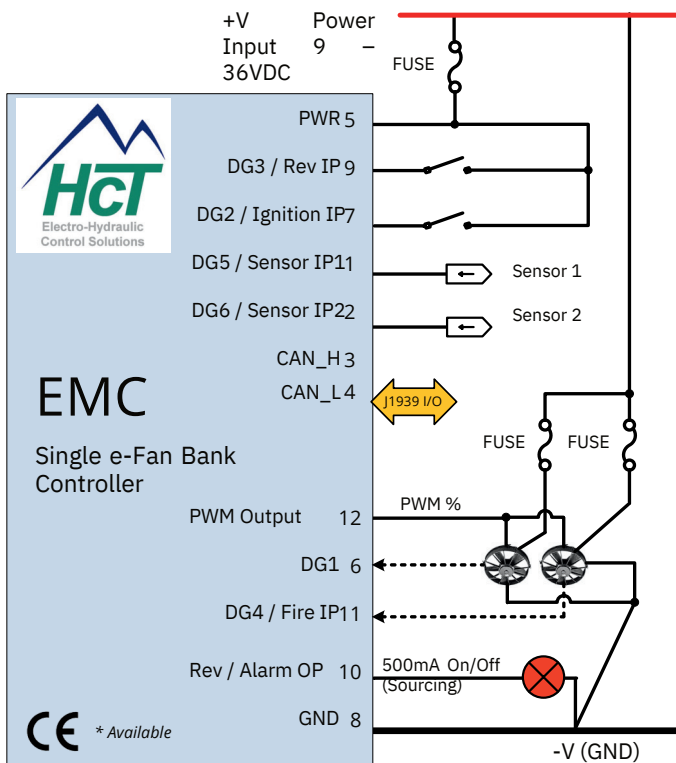 +V Power
Input 9 –
36VDC
FUSE
PWR 5
HCT
Electro-Hydraulic
Control Solutions
DG3 / Rev IP 9
DG2 / Ignition IP 7
DG5 / Sensor IP1 1
Sensor 1
DG6 / Sensor IP2 2
Sensor 2
CAN_H 3
CAN_L 4
J1939 I/O
EMC
Single e-Fan Bank
Controller
FUSE FUSE
PWM Output 12
PWM %
DG1 6
DG4 / Fire IP 11
Rev / Alarm OP 10
500mA On/Off
(Sourcing)
GND 8
CE * Available
-V (GND)